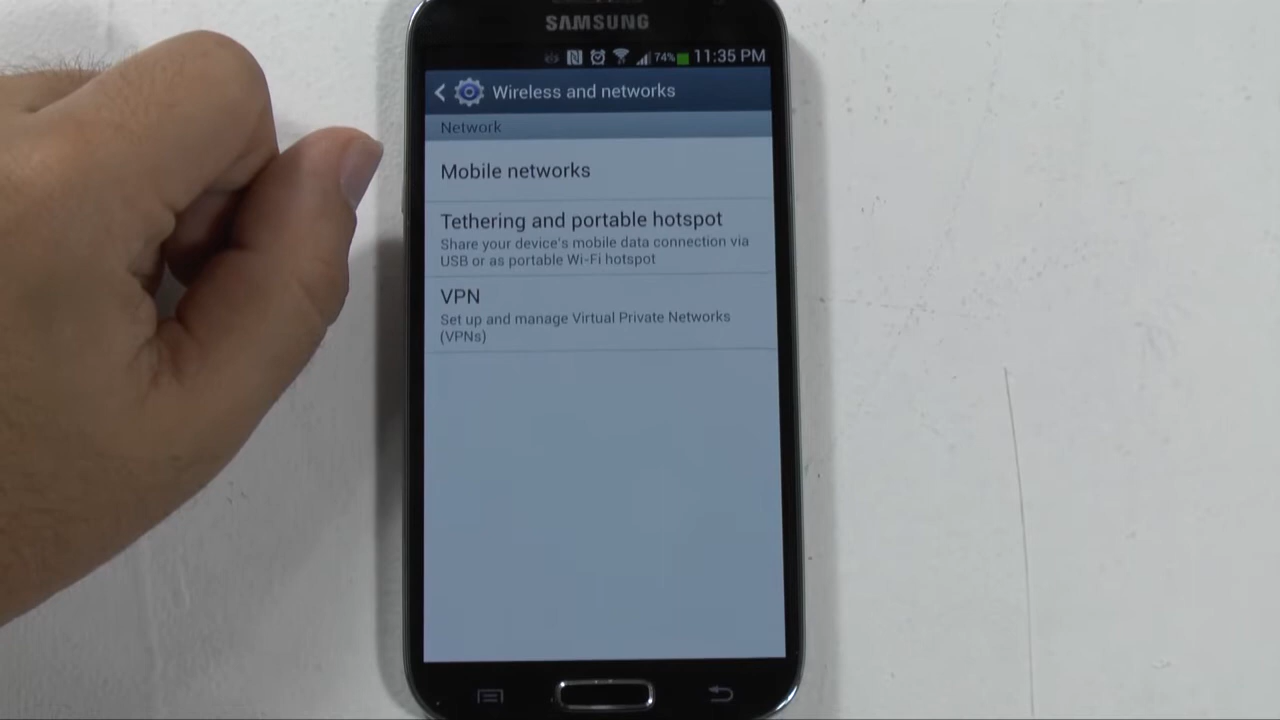 SAMSUNG
74% 11:35 PM
Wireless and networks
Network
Mobile networks
Tethering and portable hotspot
Share your device's mobile data connection via
USB or as portable Wi-Fi hotspot
VPN
Set up and manage Virtual Private Networks
(VPNs)